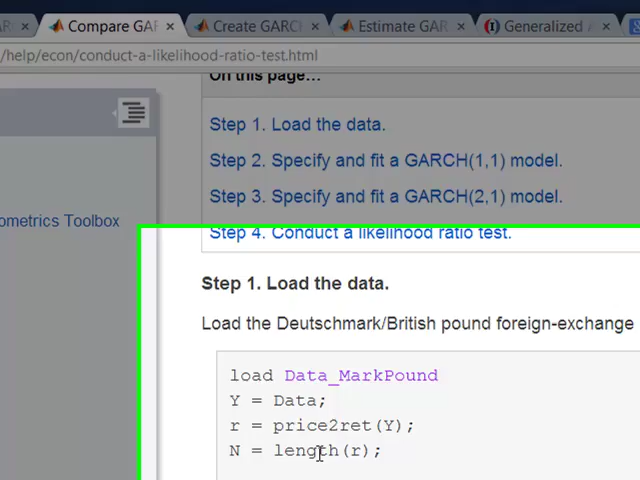 Compare GAR × Create GARCH × Estimate GAR × Generalized A
/help/econ/conduct-a-likelihood-ratio-test.html
On this page…
Step 1. Load the data.
Step 2. Specify and fit a GARCH(1,1) model.
Step 3. Specify and fit a GARCH(2,1) model.
ometrics Toolbox
Step 4. Conduct a likelihood ratio test.
Step 1. Load the data.
Load the Deutschmark/British pound foreign-exchange
load Data_MarkPound
Y = Data;
r = price2ret(Y);
N = length(r);